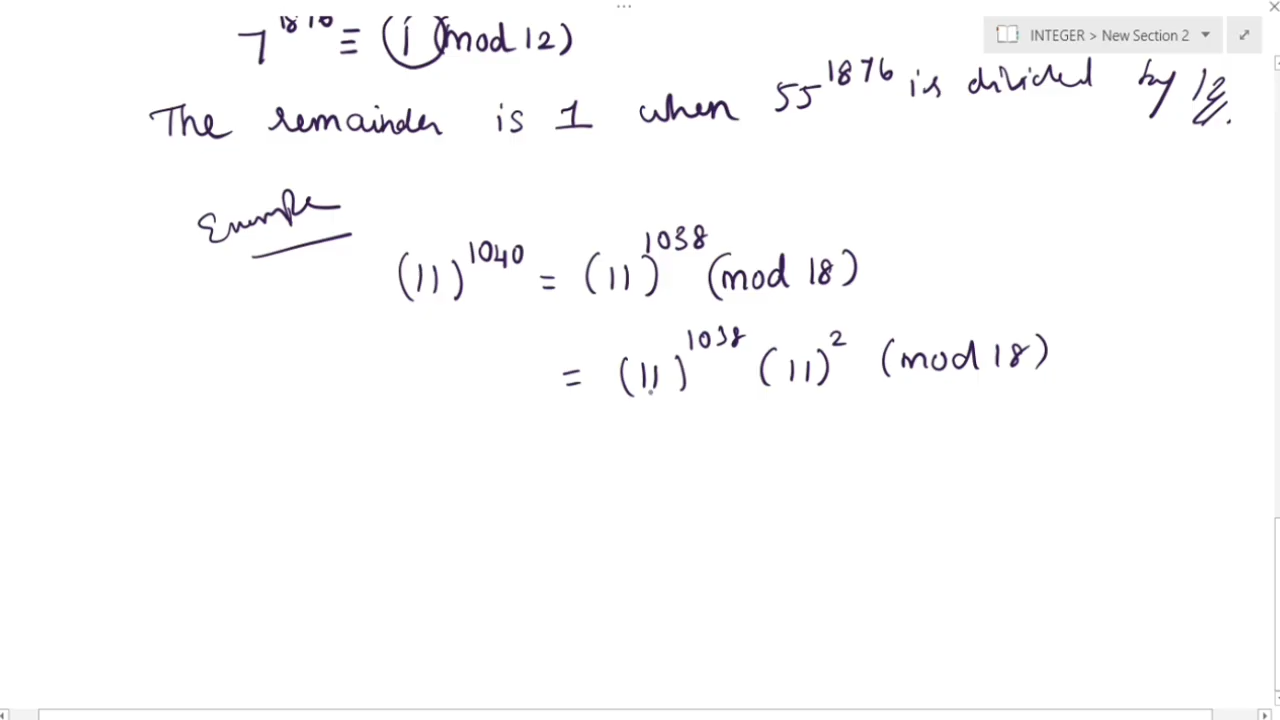 INTEGER > New Section 2
7^1876 ≡ (1)(mod 12)
The remainder is 1 when 55^1876 is divided by 12.
Example
(11)^1040 = (11)^1038 (mod 18)
= (11)^1038 (11)^2 (mod 18)